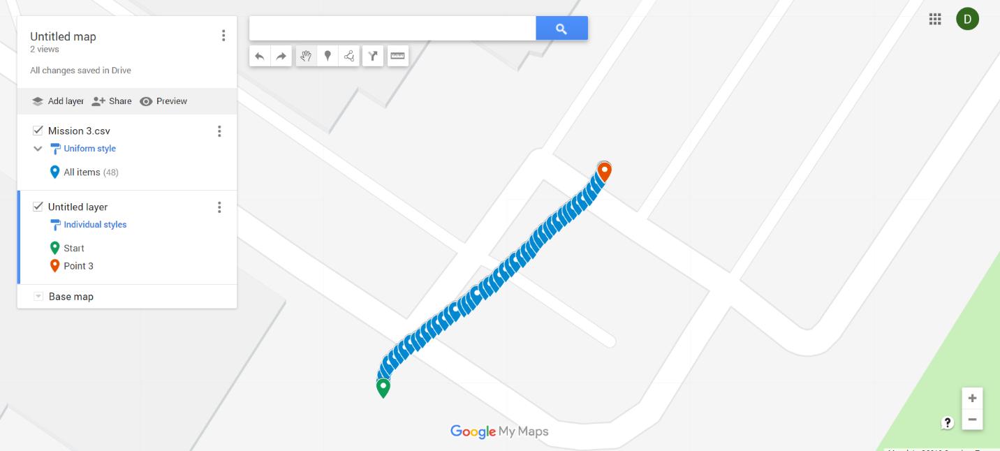 Untitled map
2 views
All changes saved in Drive
Add layer Share Preview
Mission 3.csv
Uniform style
All items (48)
Untitled layer
Individual styles
Start
Point 3
Base map
D
Google My Maps
+
?
−